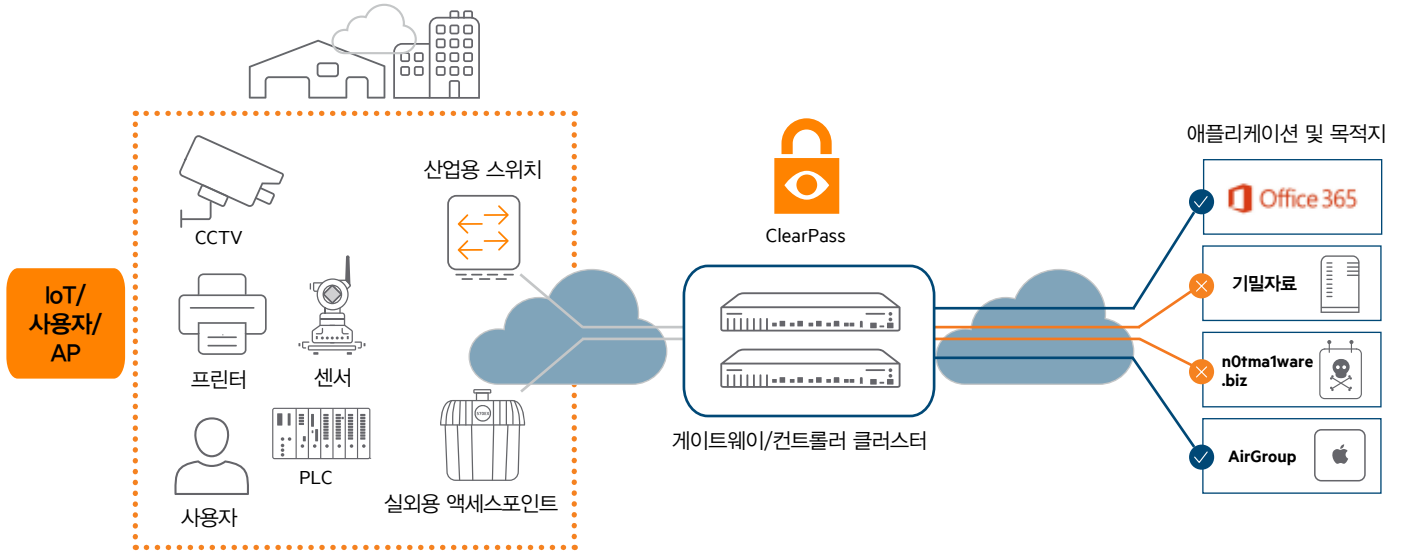 IoT/
사용자/
AP
CCTV
프린터
센서
사용자
PLC
산업용 스위치
실외용 액세스포인트
ClearPass
게이트웨이/컨트롤러 클러스터
애플리케이션 및 목적지
Office 365
기밀자료
n0tma1ware
.biz
AirGroup